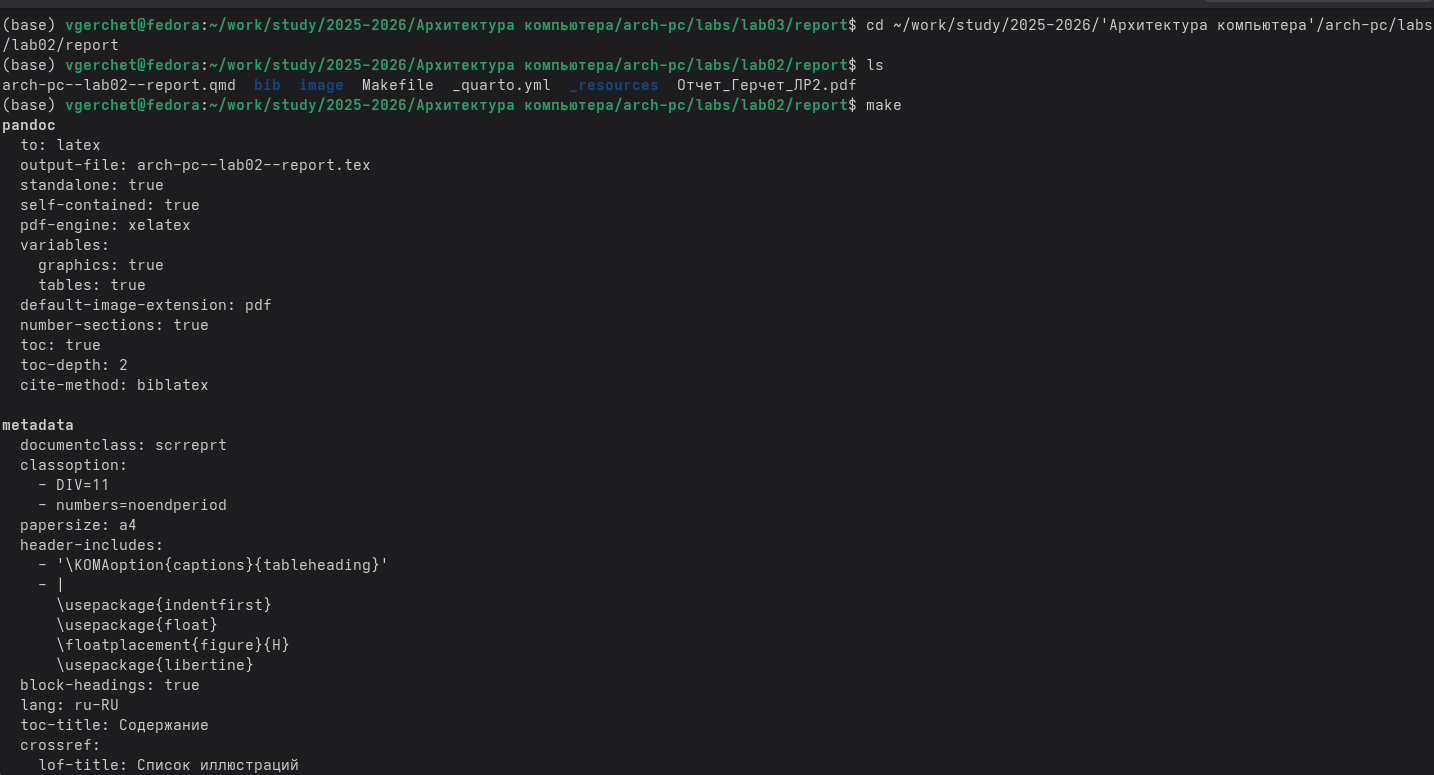 (base) vgerchet@fedora:~/work/study/2025-2026/Архитектура компьютера/arch-pc/labs/lab03/report$ cd ~/work/study/2025-2026/'Архитектура компьютера'/arch-pc/labs
/lab02/report
(base) vgerchet@fedora:~/work/study/2025-2026/Архитектура компьютера/arch-pc/labs/lab02/report$ ls
arch-pc--lab02--report.qmd  bib  image  Makefile  _quarto.yml  _resources  Отчет_Герчет_ЛР2.pdf
(base) vgerchet@fedora:~/work/study/2025-2026/Архитектура компьютера/arch-pc/labs/lab02/report$ make
pandoc
  to: latex
  output-file: arch-pc--lab02--report.tex
  standalone: true
  self-contained: true
  pdf-engine: xelatex
  variables:
    graphics: true
    tables: true
  default-image-extension: pdf
  number-sections: true
  toc: true
  toc-depth: 2
  cite-method: biblatex

metadata
  documentclass: scrreprt
  classoption:
    - DIV=11
    - numbers=noendperiod
  papersize: a4
  header-includes:
    - '\KOMAoption{captions}{tableheading}'
    - |
      \usepackage{indentfirst}
      \usepackage{float}
      \floatplacement{figure}{H}
      \usepackage{libertine}
  block-headings: true
  lang: ru-RU
  toc-title: Содержание
  crossref:
    lof-title: Список иллюстраций